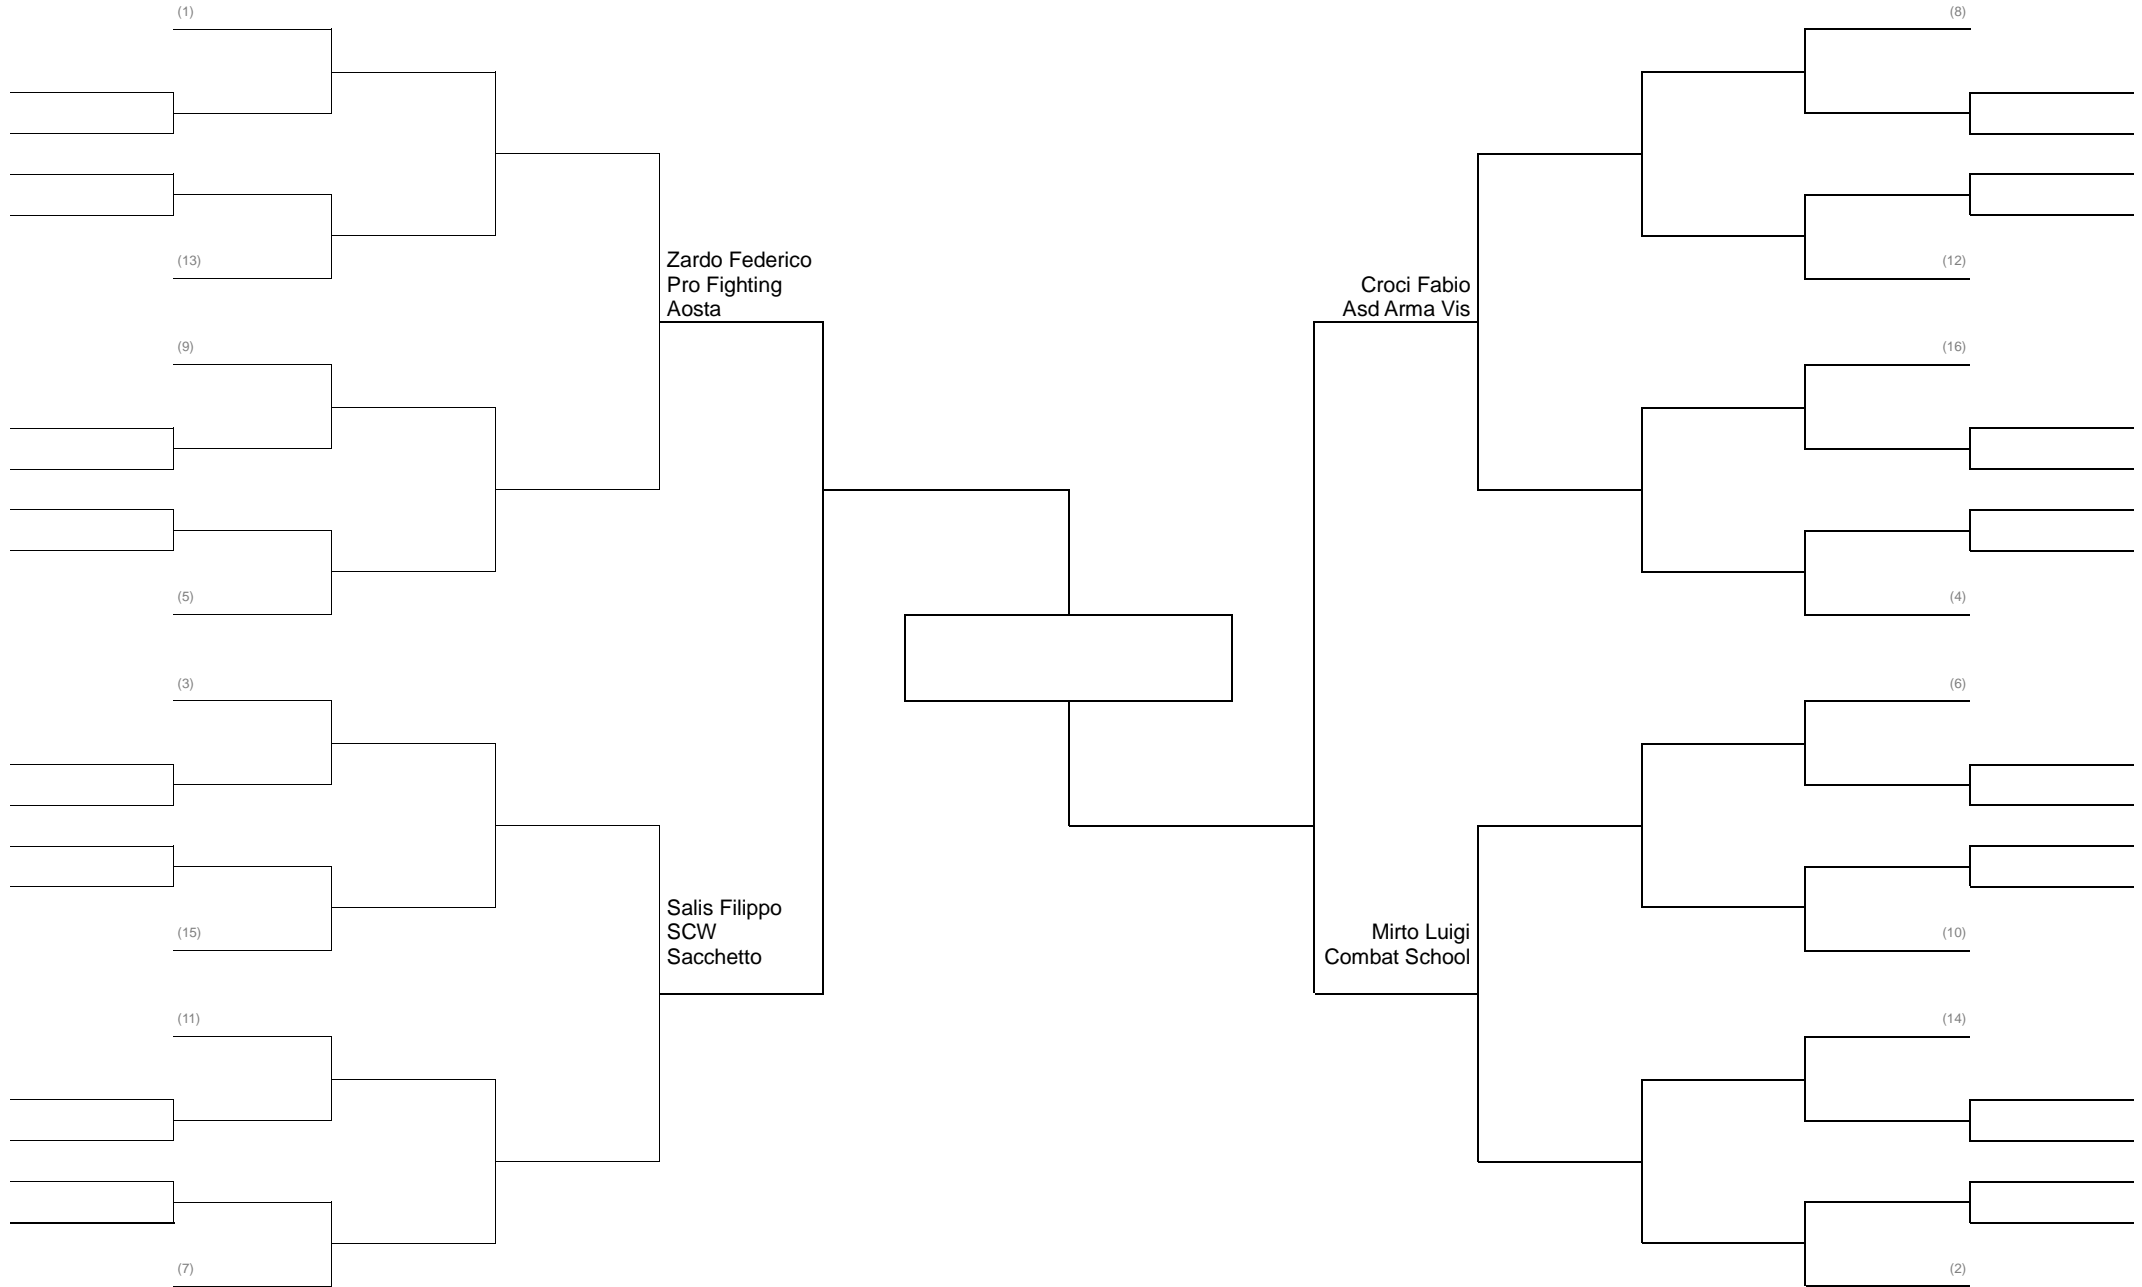 (1)
(8)
(13)
Zardo Federico
Pro Fighting
Aosta
(12)
Croci Fabio
Asd Arma Vis
(9)
(16)
(5)
(4)
(3)
(6)
(15)
Salis Filippo
SCW
Sacchetto
Mirto Luigi
Combat School
(10)
(11)
(14)
(7)
(2)